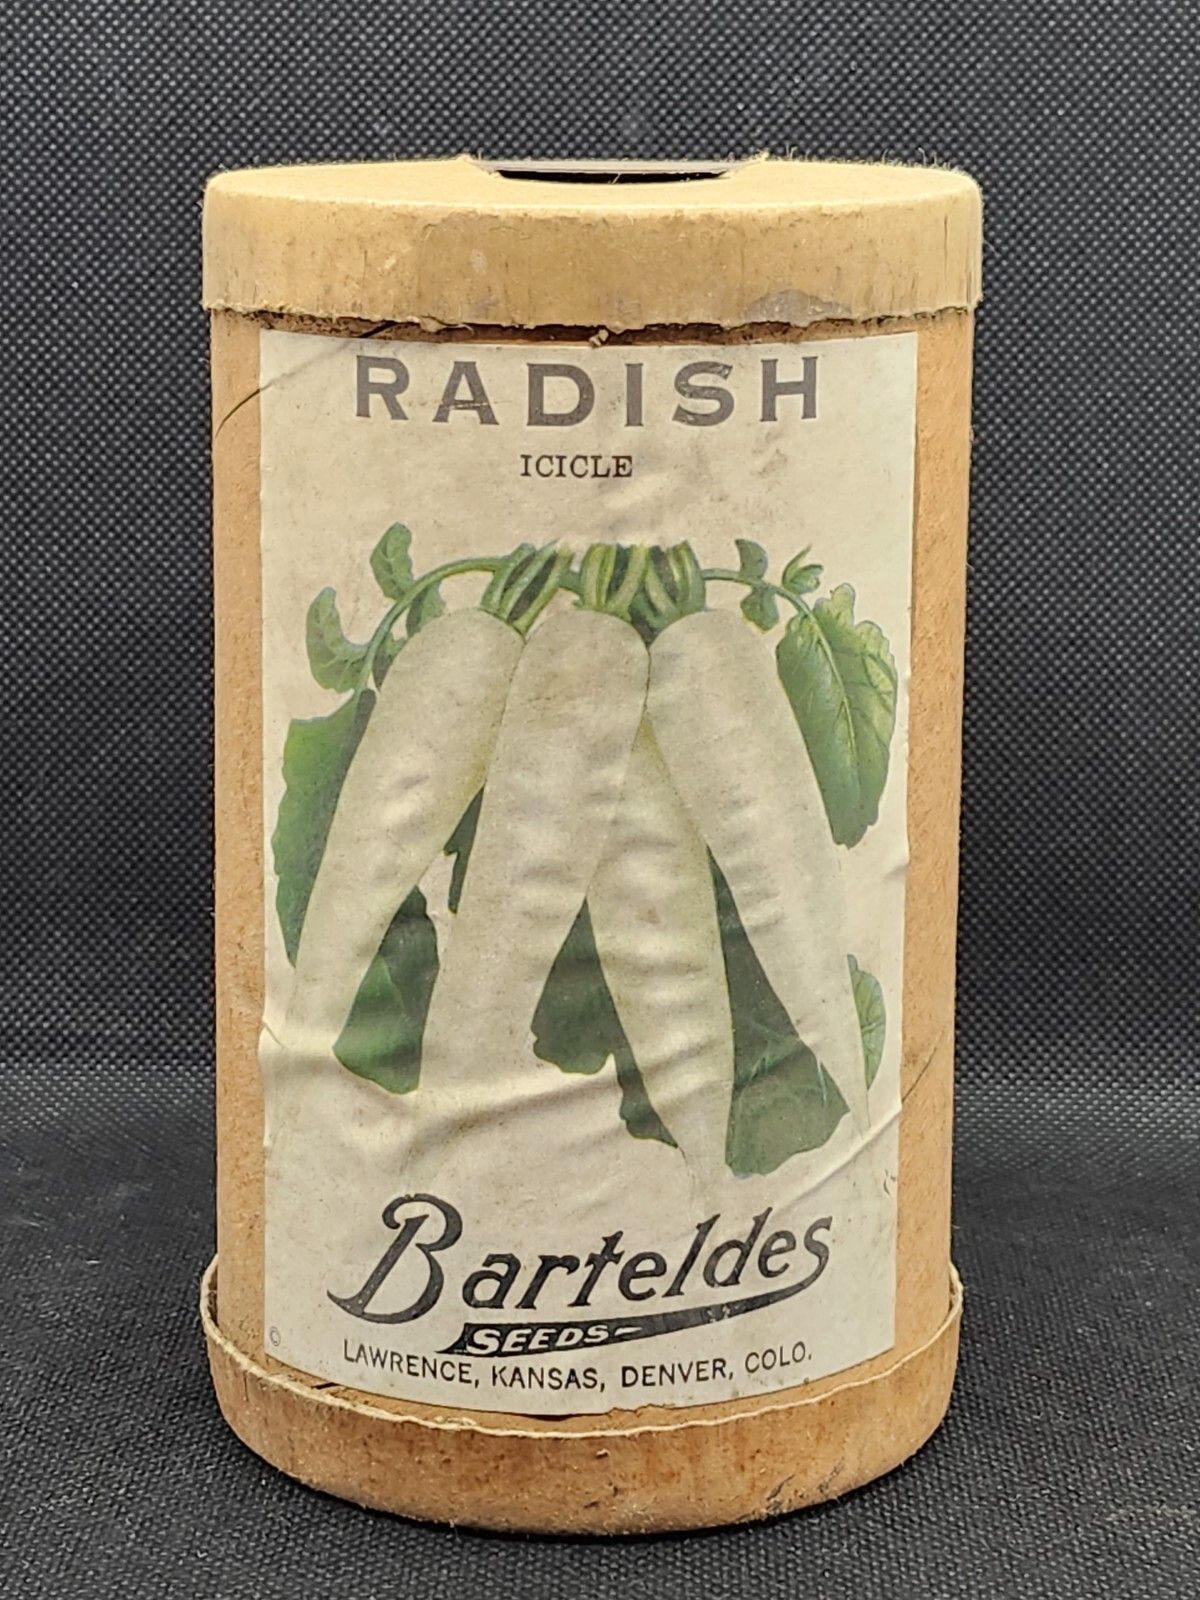 RADISH
ICICLE
Barteldes
SEEDS
©
LAWRENCE, KANSAS, DENVER, COLO.